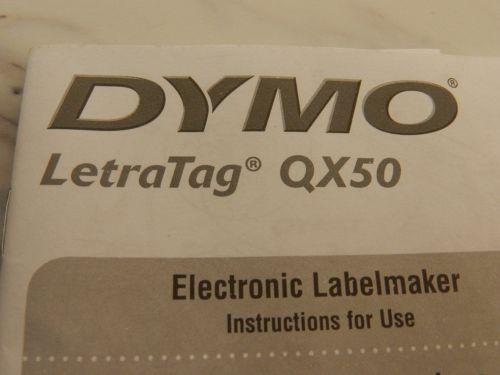 DYMO®
LetraTag® QX50
Electronic Labelmaker
Instructions for Use